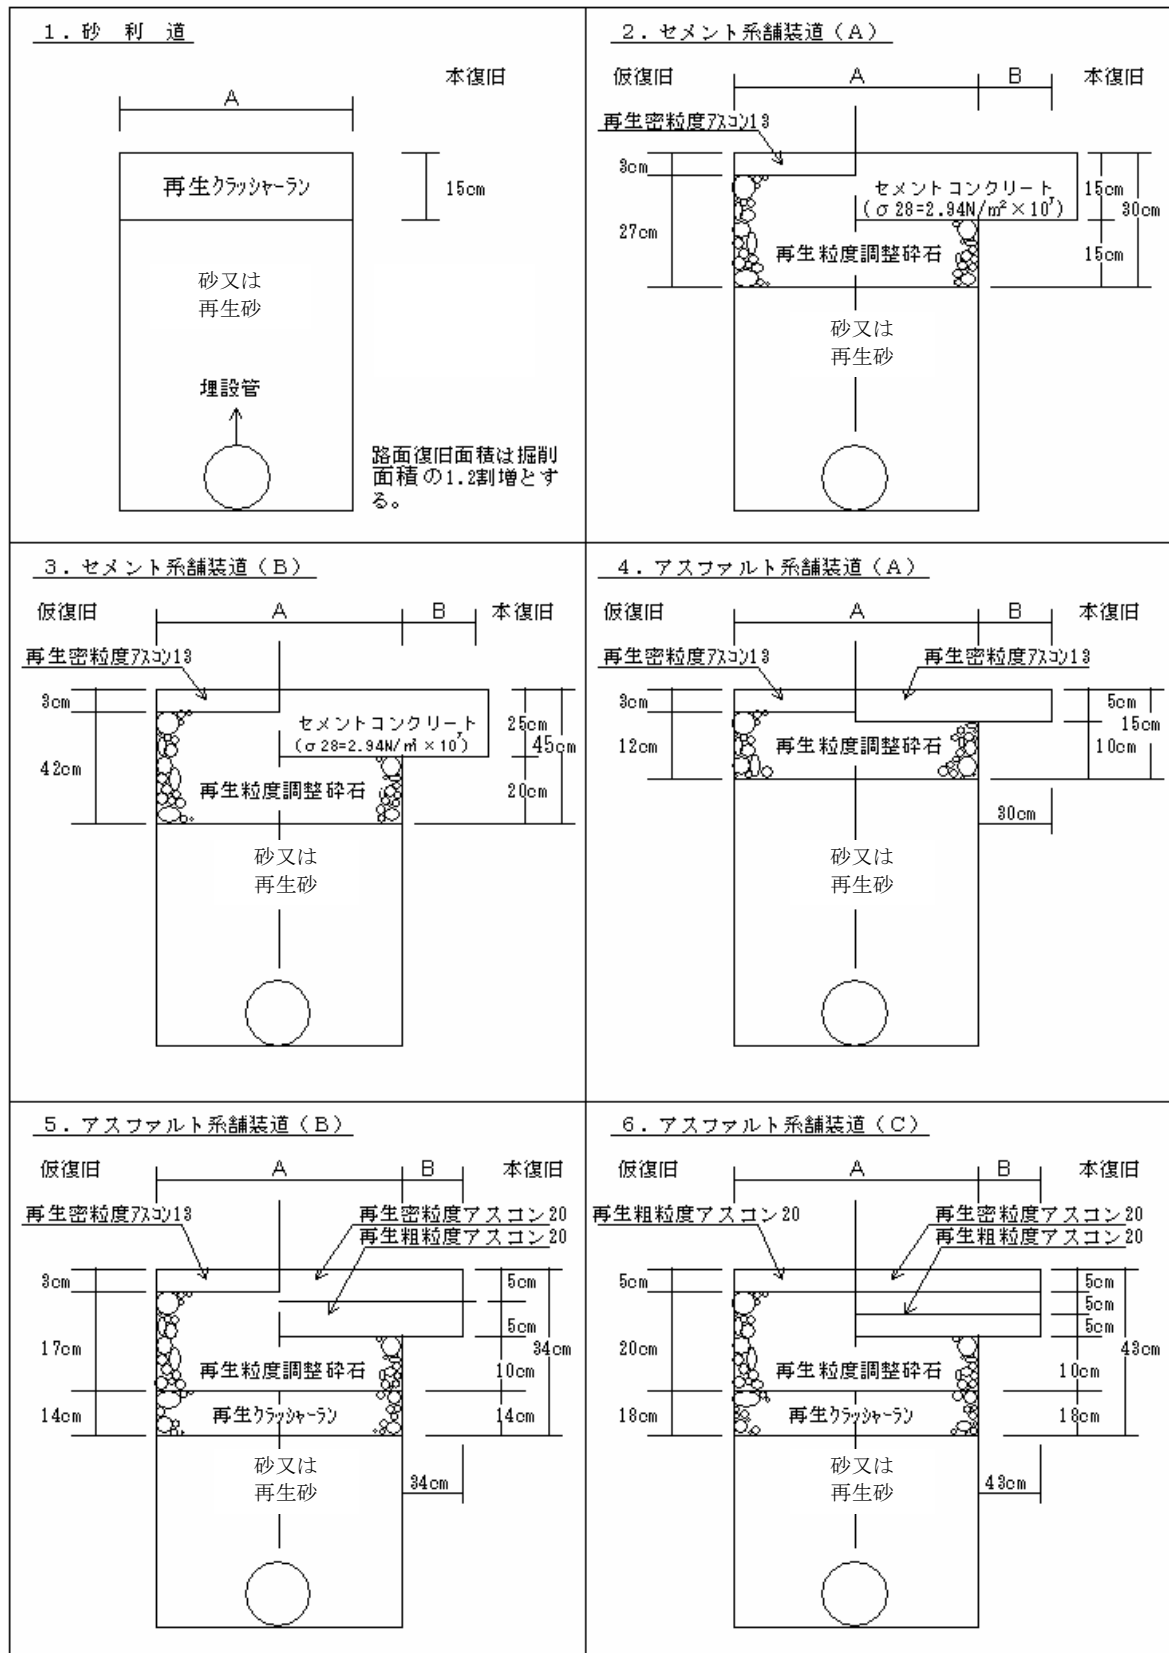 1．砂 利 道
本復旧
A
再生クラッシャーラン
15cm
砂又は
再生砂
埋設管
路面復旧面積は掘削
面積の1.2割増とす
る。
2．セメント系舗装道（A）
仮復旧
A
B
本復旧
再生密粒度アスコン13
3cm
27cm
セメントコンクリート
（σ28=2.94N/m²×10⁷）
15cm
30cm
15cm
再生粒度調整砕石
砂又は
再生砂
3．セメント系舗装道（B）
仮復旧
A
B
本復旧
再生密粒度アスコン13
3cm
42cm
セメントコンクリート
（σ28=2.94N/㎡×10⁷）
25cm
45cm
20cm
再生粒度調整砕石
砂又は
再生砂
4．アスファルト系舗装道（A）
仮復旧
A
B
本復旧
再生密粒度アスコン13
再生密粒度アスコン13
3cm
12cm
5cm
15cm
10cm
再生粒度調整砕石
30cm
砂又は
再生砂
5．アスファルト系舗装道（B）
仮復旧
A
B
本復旧
再生密粒度アスコン13
再生密粒度アスコン20
再生粗粒度アスコン20
3cm
17cm
14cm
5cm
5cm
34cm
10cm
14cm
再生粒度調整砕石
再生クラッシャーラン
34cm
砂又は
再生砂
6．アスファルト系舗装道（C）
仮復旧
A
B
本復旧
再生粗粒度アスコン20
再生密粒度アスコン20
再生粗粒度アスコン20
5cm
20cm
18cm
5cm
5cm
5cm
43cm
10cm
18cm
再生粒度調整砕石
再生クラッシャーラン
43cm
砂又は
再生砂